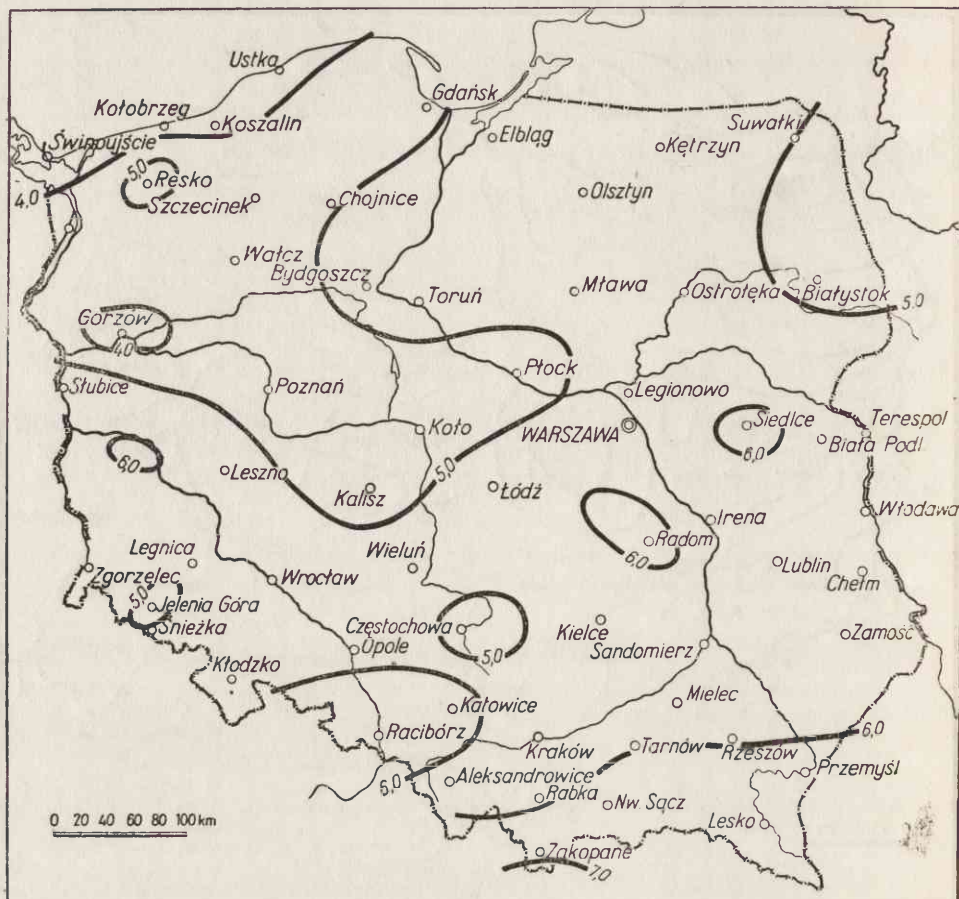 Ustka
Gdańsk
Kołobrzeg
Koszalin
Elbląg
Suwałki
Kętrzyn
Świnoujście
5,0
Resko
4,0
Szczecinek
Chojnice
Olsztyn
Wałcz
Bydgoszcz
Toruń
Mława
Ostrołęka
Białystok
5,0
Gorzów
4,0
Słubice
Poznań
Płock
Legionowo
Koło
WARSZAWA
Siedlce
6,0
Terespol
Biała Podl.
6,0
Leszno
5,0
Kalisz
Łódź
Irena
Włodawa
Radom
6,0
Legnica
Wieluń
Zgorzelec
Wrocław
Lublin
Chełm
5,0
Jelenia Góra
Śnieżka
Częstochowa
Opole
5,0
Kielce
Sandomierz
Zamość
Kłodzko
Katowice
Mielec
Racibórz
Kraków
Tarnów
Rzeszów
6,0
6,0
Aleksandrowice
Rabka
Nw. Sącz
Przemyśl
Lesko
0 20 40 60 80 100 km
Zakopane
7,0